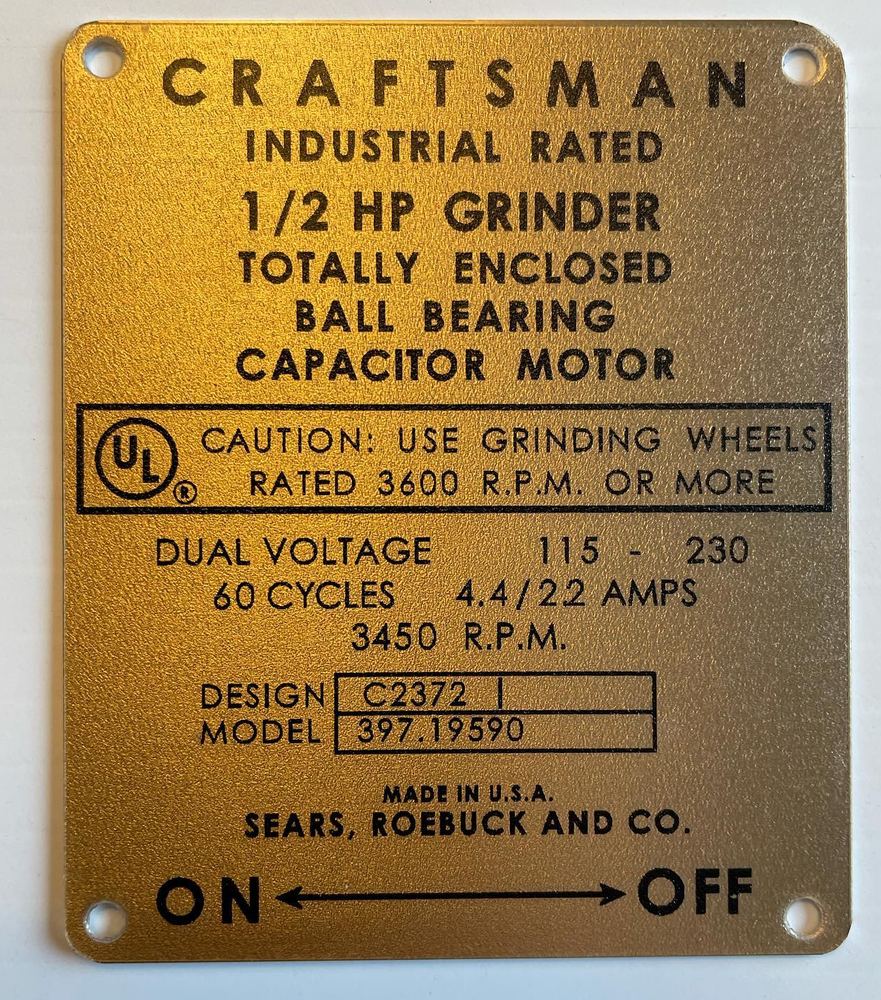 CRAFTSMAN
INDUSTRIAL RATED
1/2 HP GRINDER
TOTALLY ENCLOSED
BALL BEARING
CAPACITOR MOTOR
UL ® CAUTION: USE GRINDING WHEELS
RATED 3600 R.P.M. OR MORE
DUAL VOLTAGE 115 - 230
60 CYCLES 4.4/2.2 AMPS
3450 R.P.M.
DESIGN C2372 |
MODEL 397.19590
MADE IN U.S.A.
SEARS, ROEBUCK AND CO.
ON ⟷ OFF